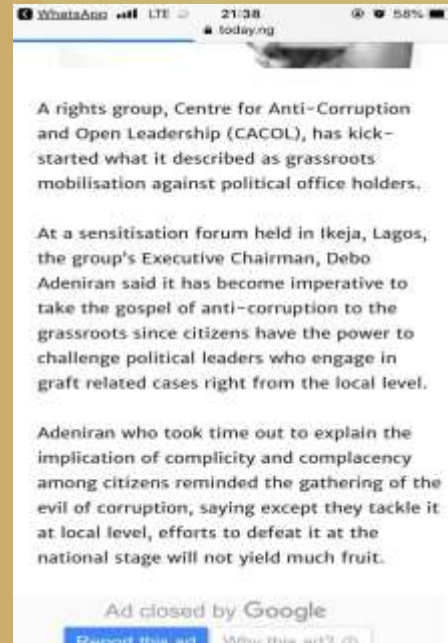 WhatsApp LTE 21:38 58%
today.ng
A rights group, Centre for Anti-Corruption
and Open Leadership (CACOL), has kick-
started what it described as grassroots
mobilisation against political office holders.
At a sensitisation forum held in Ikeja, Lagos,
the group's Executive Chairman, Debo
Adeniran said it has become imperative to
take the gospel of anti-corruption to the
grassroots since citizens have the power to
challenge political leaders who engage in
graft related cases right from the local level.
Adeniran who took time out to explain the
implication of complicity and complacency
among citizens reminded the gathering of the
evil of corruption, saying except they tackle it
at local level, efforts to defeat it at the
national stage will not yield much fruit.
Ad closed by Google
Report this ad Why this ad?